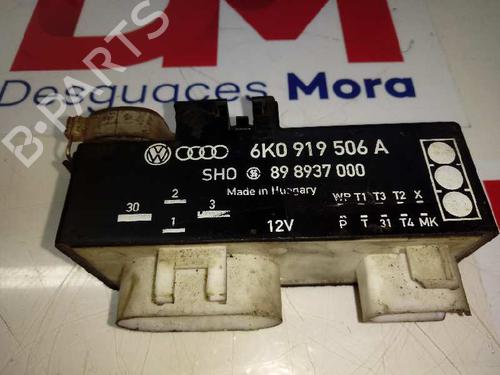 Desguaces Mora
B-PARTS
6K0 919 506 A
SHO 89 8937 000
Made in Hungary
2
30 3
1
12V
WP T1 T3 T2 X
P T 31 T4 MK